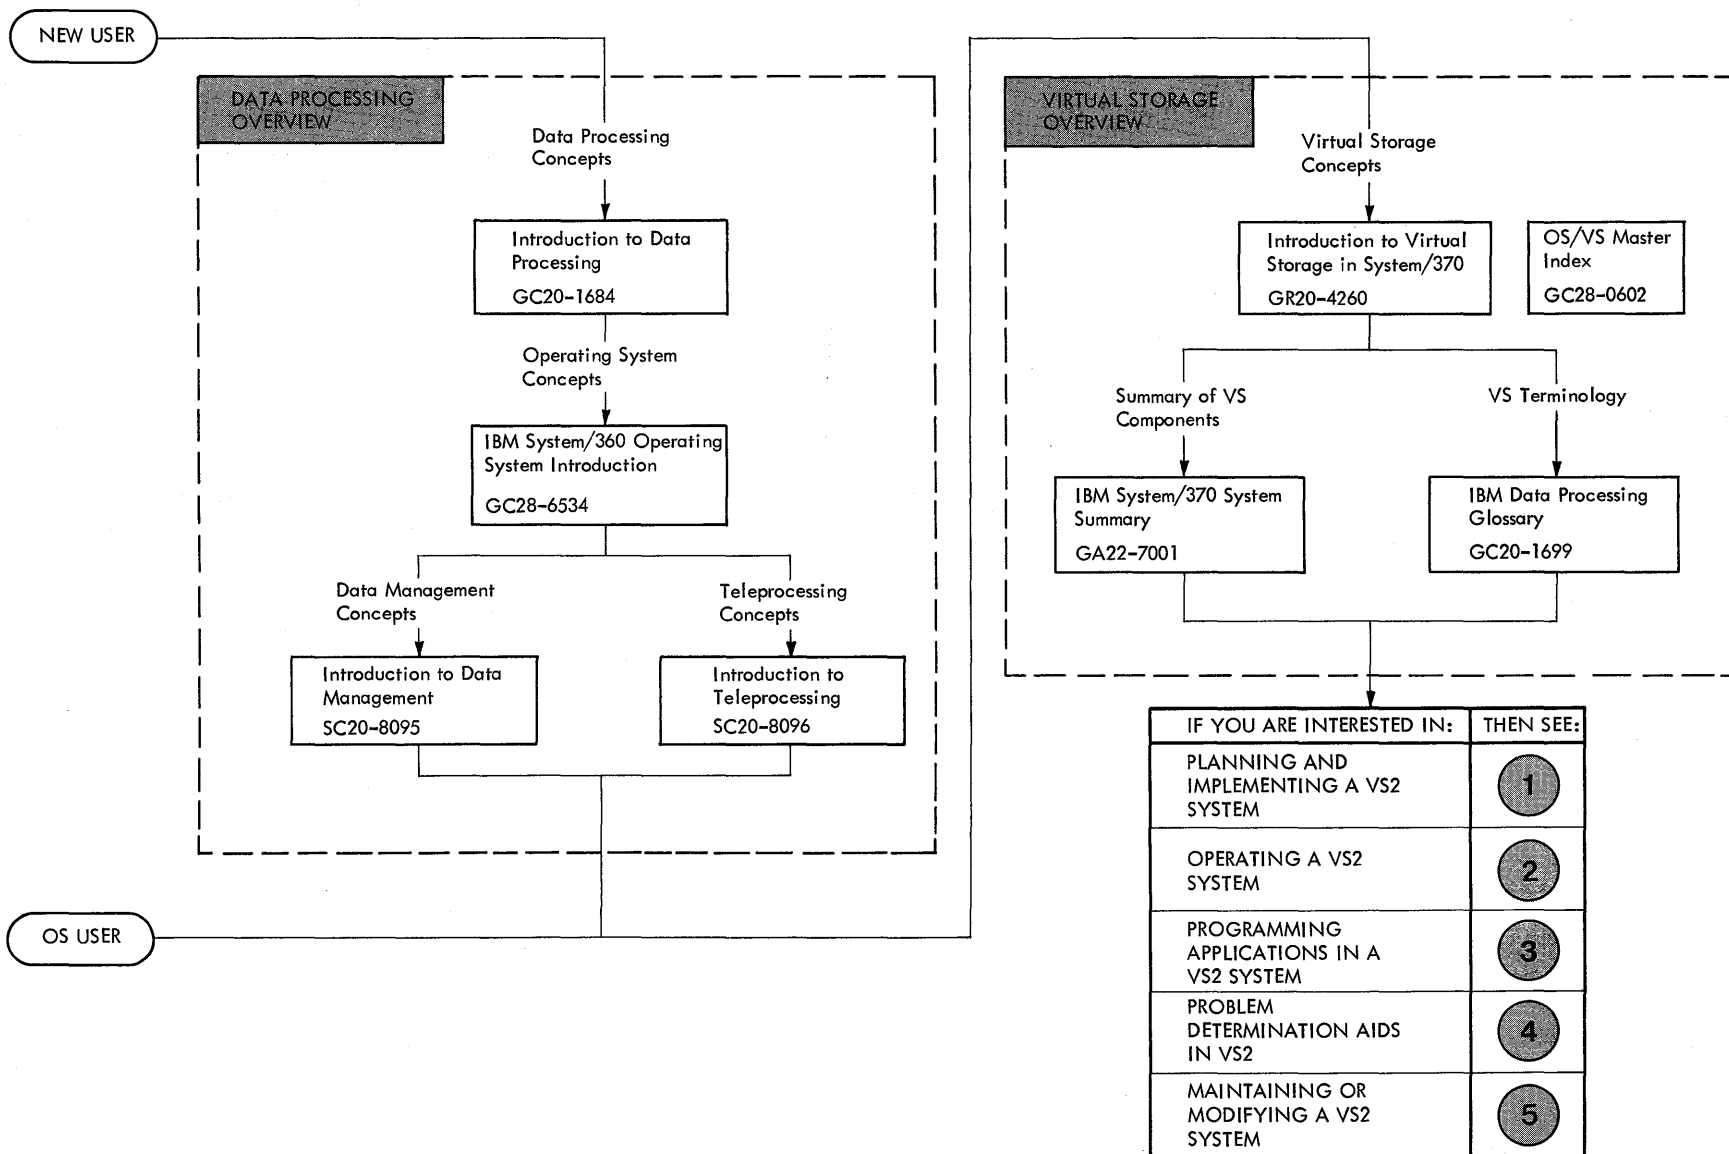 NEW USER
DATA PROCESSING
OVERVIEW
Data Processing
Concepts
Introduction to Data
Processing
GC20-1684
Operating System
Concepts
IBM System/360 Operating
System Introduction
GC28-6534
Data Management
Concepts
Teleprocessing
Concepts
Introduction to Data
Management
SC20-8095
Introduction to
Teleprocessing
SC20-8096
OS USER
VIRTUAL STORAGE
OVERVIEW
Virtual Storage
Concepts
Introduction to Virtual
Storage in System/370
GR20-4260
OS/VS Master
Index
GC28-0602
Summary of VS
Components
VS Terminology
IBM System/370 System
Summary
GA22-7001
IBM Data Processing
Glossary
GC20-1699
IF YOU ARE INTERESTED IN:
THEN SEE:
PLANNING AND
IMPLEMENTING A VS2
SYSTEM
1
OPERATING A VS2
SYSTEM
2
PROGRAMMING
APPLICATIONS IN A
VS2 SYSTEM
3
PROBLEM
DETERMINATION AIDS
IN VS2
4
MAINTAINING OR
MODIFYING A VS2
SYSTEM
5